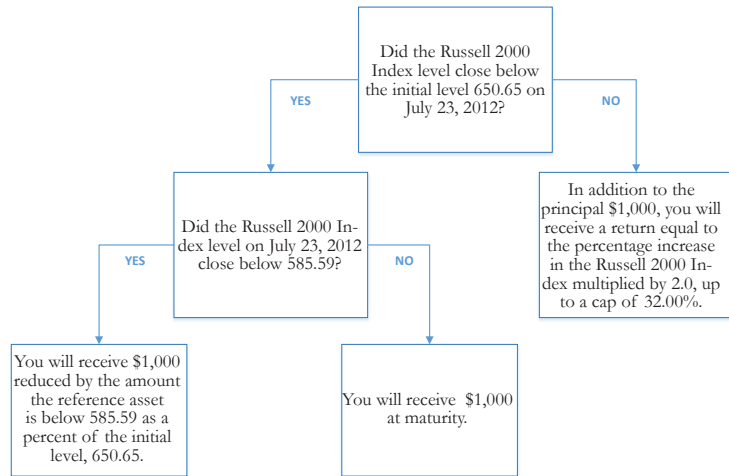 Did the Russell 2000
Index level close below
the initial level 650.65 on
July 23, 2012?
YES
NO
Did the Russell 2000 In-
dex level on July 23, 2012
close below 585.59?
In addition to the
principal $1,000, you will
receive a return equal to
the percentage increase
in the Russell 2000 In-
dex multiplied by 2.0, up
to a cap of 32.00%.
YES
NO
You will receive $1,000
reduced by the amount
the reference asset
is below 585.59 as a
percent of the initial
level, 650.65.
You will receive $1,000
at maturity.